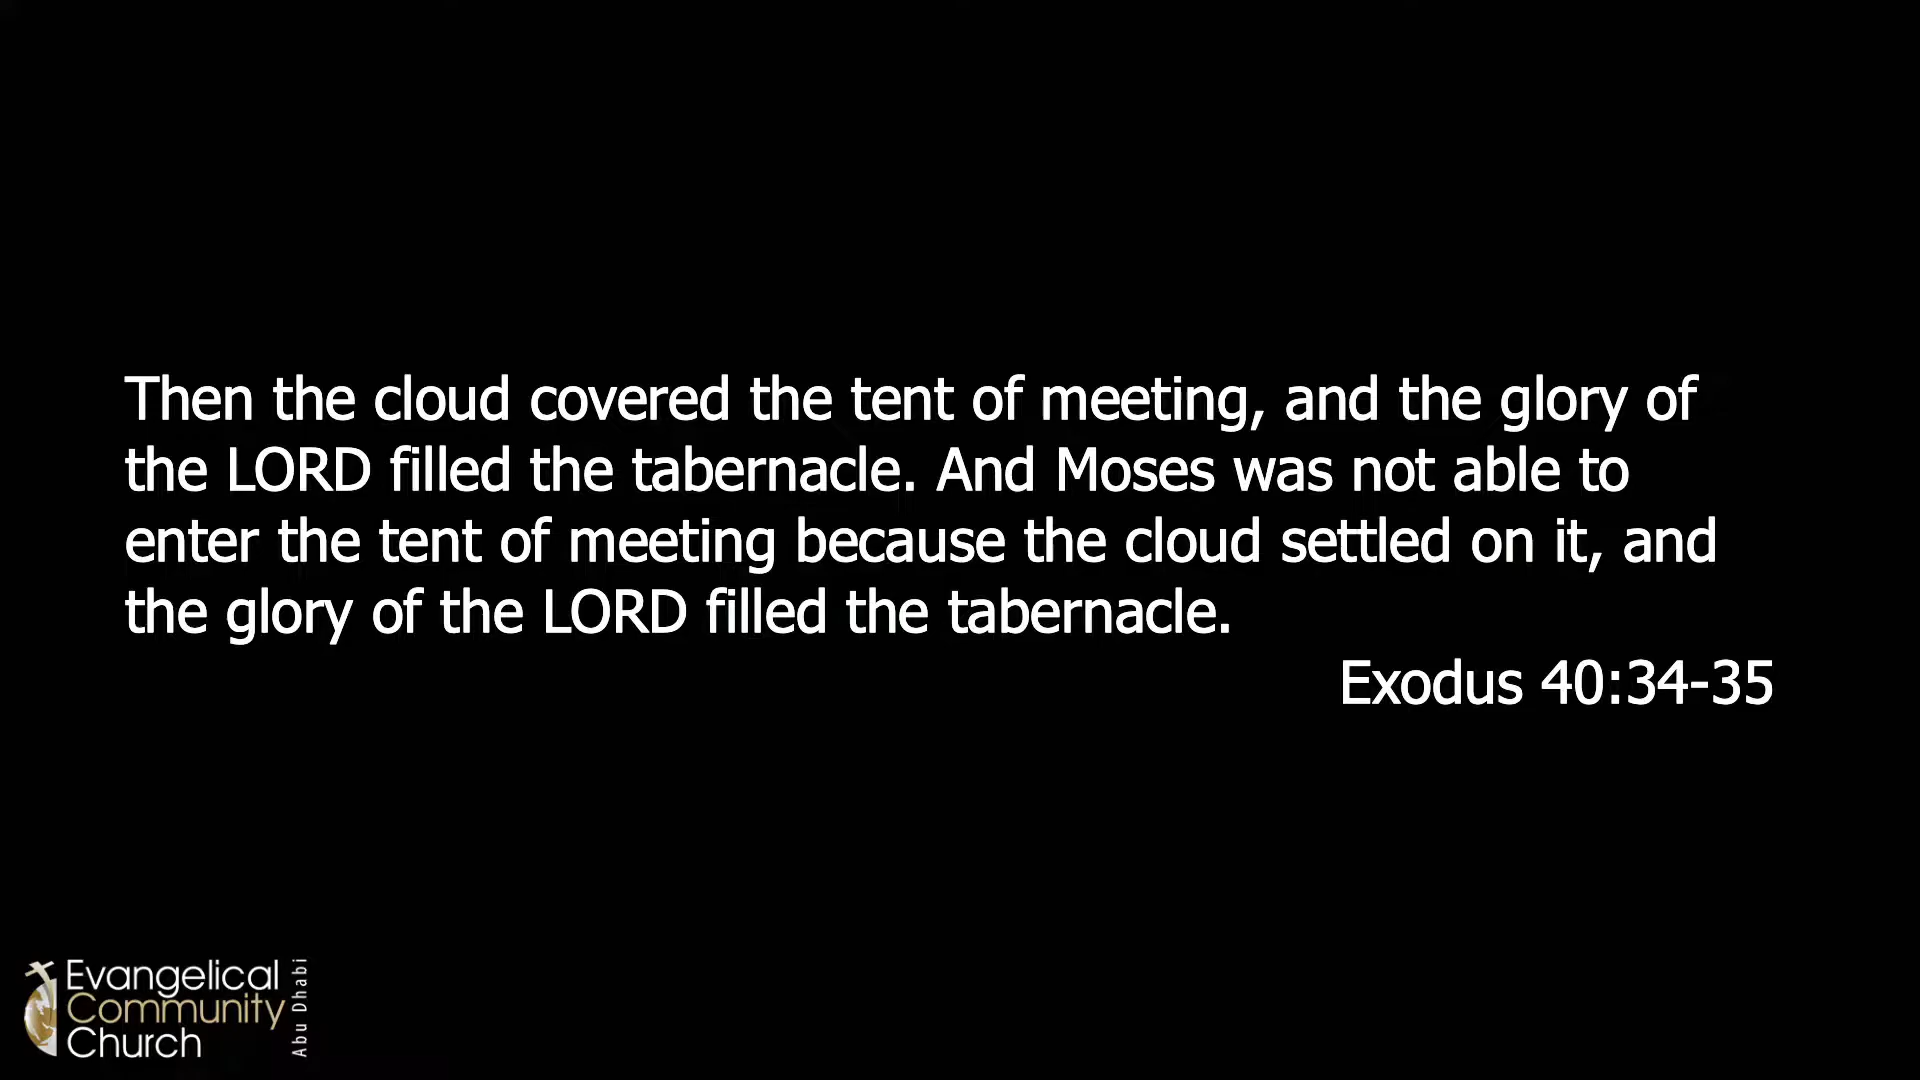 Then the cloud covered the tent of meeting, and the glory of
the LORD filled the tabernacle. And Moses was not able to
enter the tent of meeting because the cloud settled on it, and
the glory of the LORD filled the tabernacle.
Exodus 40:34-35
Evangelical
Community
Church
Abu Dhabi